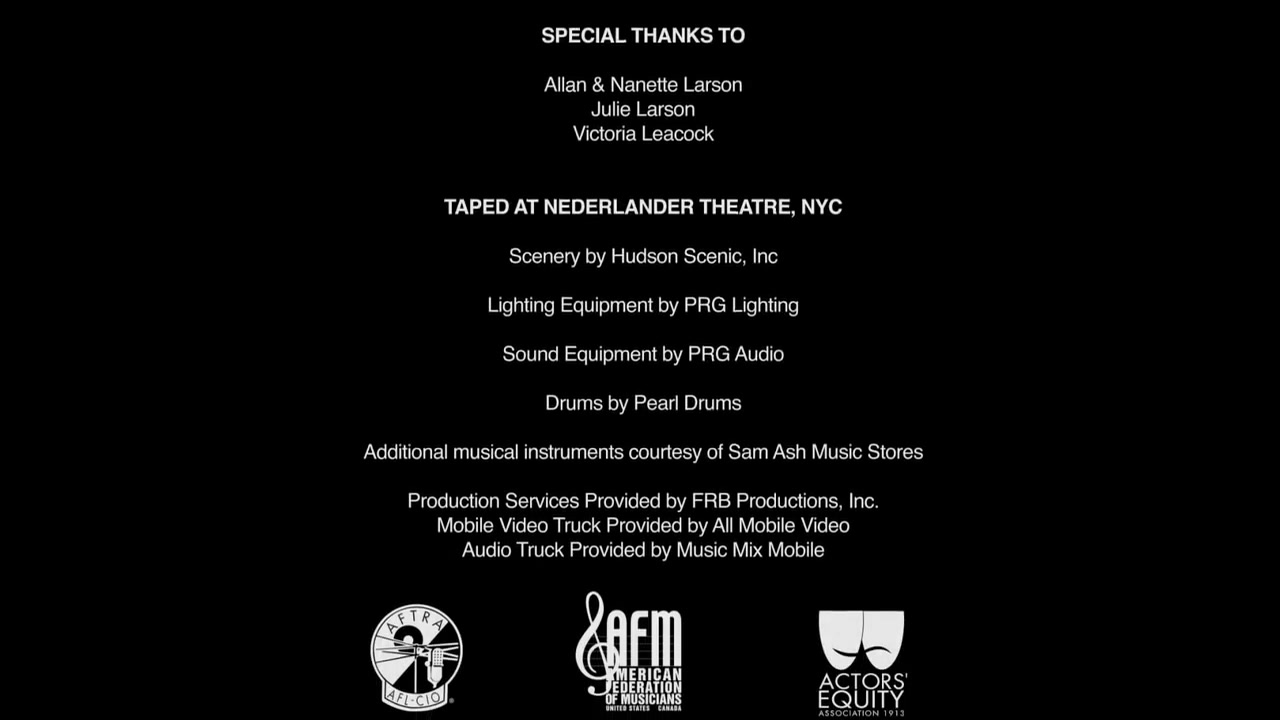 SPECIAL THANKS TO
Allan & Nanette Larson
Julie Larson
Victoria Leacock
TAPED AT NEDERLANDER THEATRE, NYC
Scenery by Hudson Scenic, Inc
Lighting Equipment by PRG Lighting
Sound Equipment by PRG Audio
Drums by Pearl Drums
Additional musical instruments courtesy of Sam Ash Music Stores
Production Services Provided by FRB Productions, Inc.
Mobile Video Truck Provided by All Mobile Video
Audio Truck Provided by Music Mix Mobile
AFTRA
AFL-CIO
®
AFM
AMERICAN
FEDERATION
OF MUSICIANS
UNITED STATES CANADA
ACTORS'
EQUITY
ASSOCIATION 1913